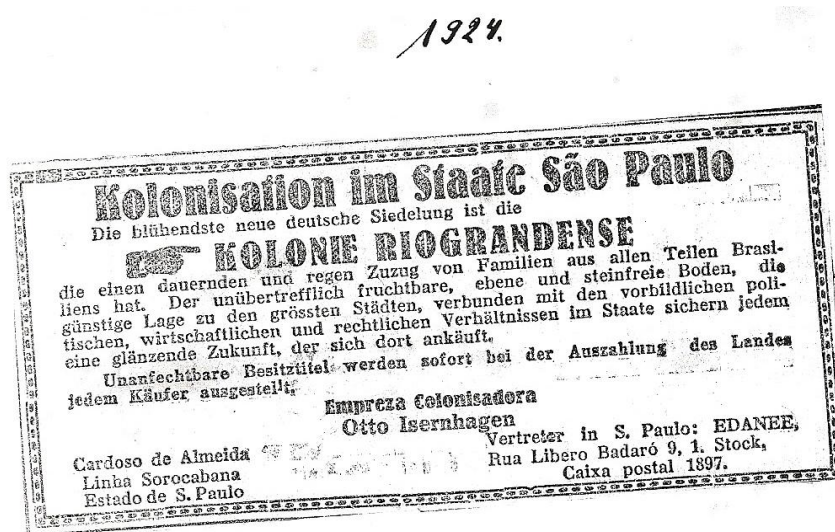 1924.
Kolonisation im Staate São Paulo
Die blühendste neue deutsche Siedelung ist die
KOLONIE RIOGRANDENSE
die einen dauernden und regen Zuzug von Familien aus allen Teilen Brasi-
liens hat. Der unübertrefflich fruchtbare, ebene und steinfreie Boden, die
günstige Lage zu den grössten Städten, verbunden mit den vorbildlichen poli-
tischen, wirtschaftlichen und rechtlichen Verhältnissen im Staate sichern jedem
eine glänzende Zukunft, der sich dort ankäuft.
Unanfechtbare Besitztitel werden sofort bei der Auszahlung des Landes
jedem Käufer ausgestellt.
Empreza Colonisadora
Otto Isernhagen
Cardoso de Almeida
Linha Sorocabana
Estado de S. Paulo
Vertreter in S. Paulo: EDANEE,
Rua Libero Badaró 9, 1. Stock,
Caixa postal 1897.